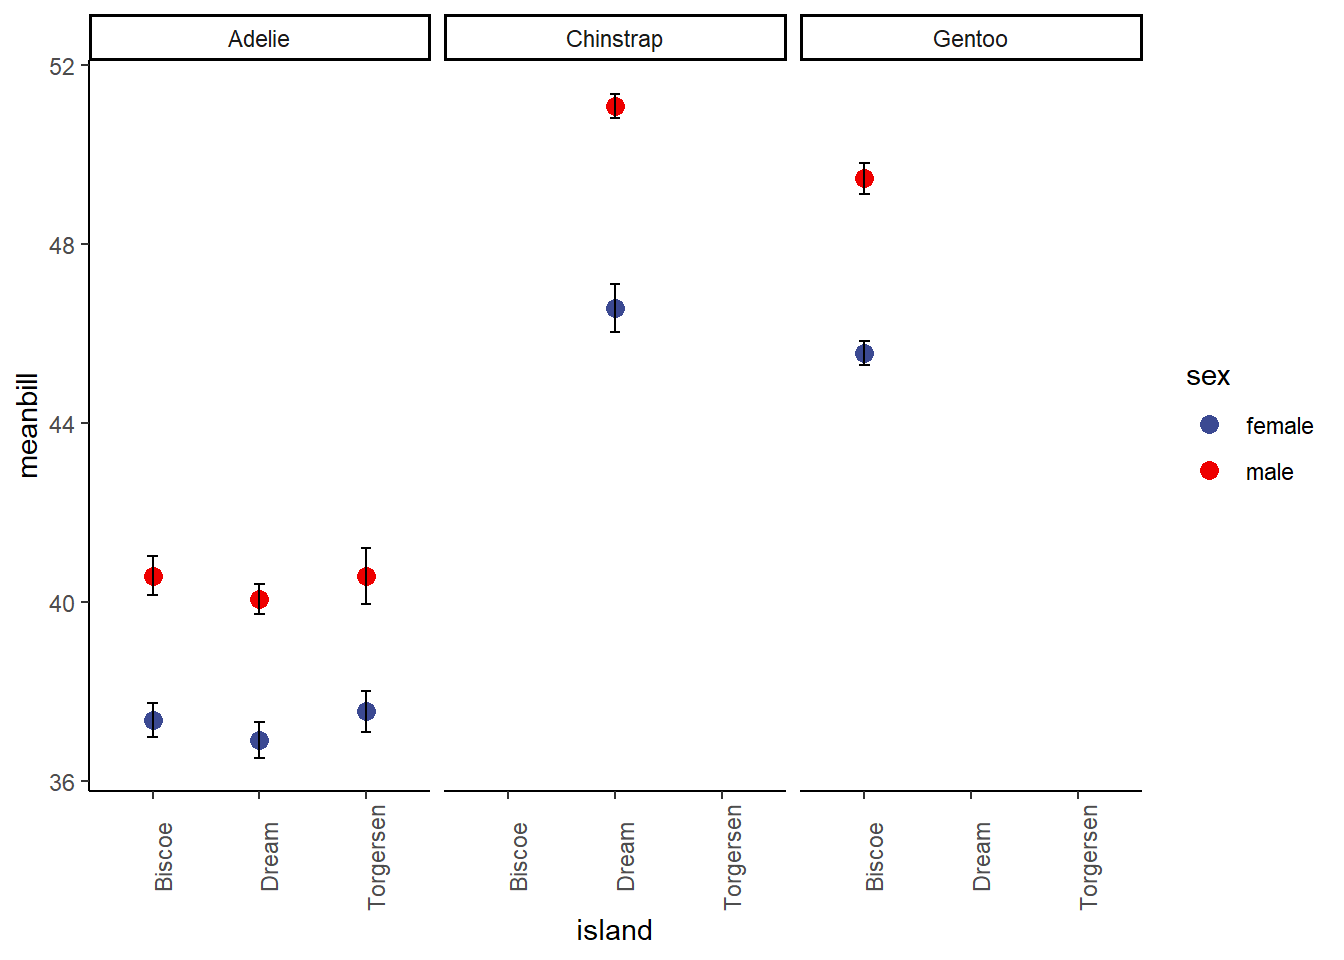 Adelie Chinstrap Gentoo
52
48
44
40
36
meanbill
Biscoe Dream Torgersen Biscoe Dream Torgersen Biscoe Dream Torgersen
island
sex
female
male